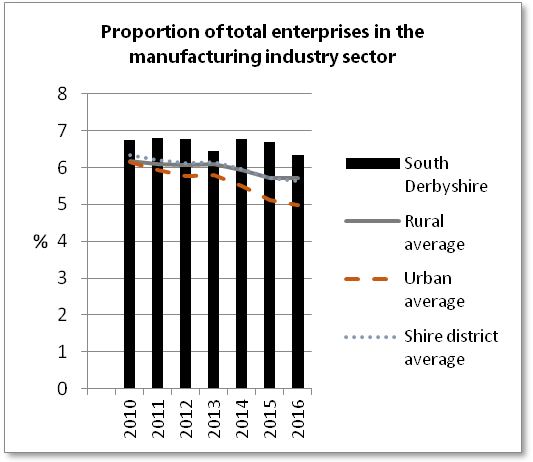 Proportion of total enterprises in the
manufacturing industry sector
8
7
6
5
% 4
3
2
1
0
2010
2011
2012
2013
2014
2015
2016
South
Derbyshire
Rural
average
Urban
average
Shire district
average